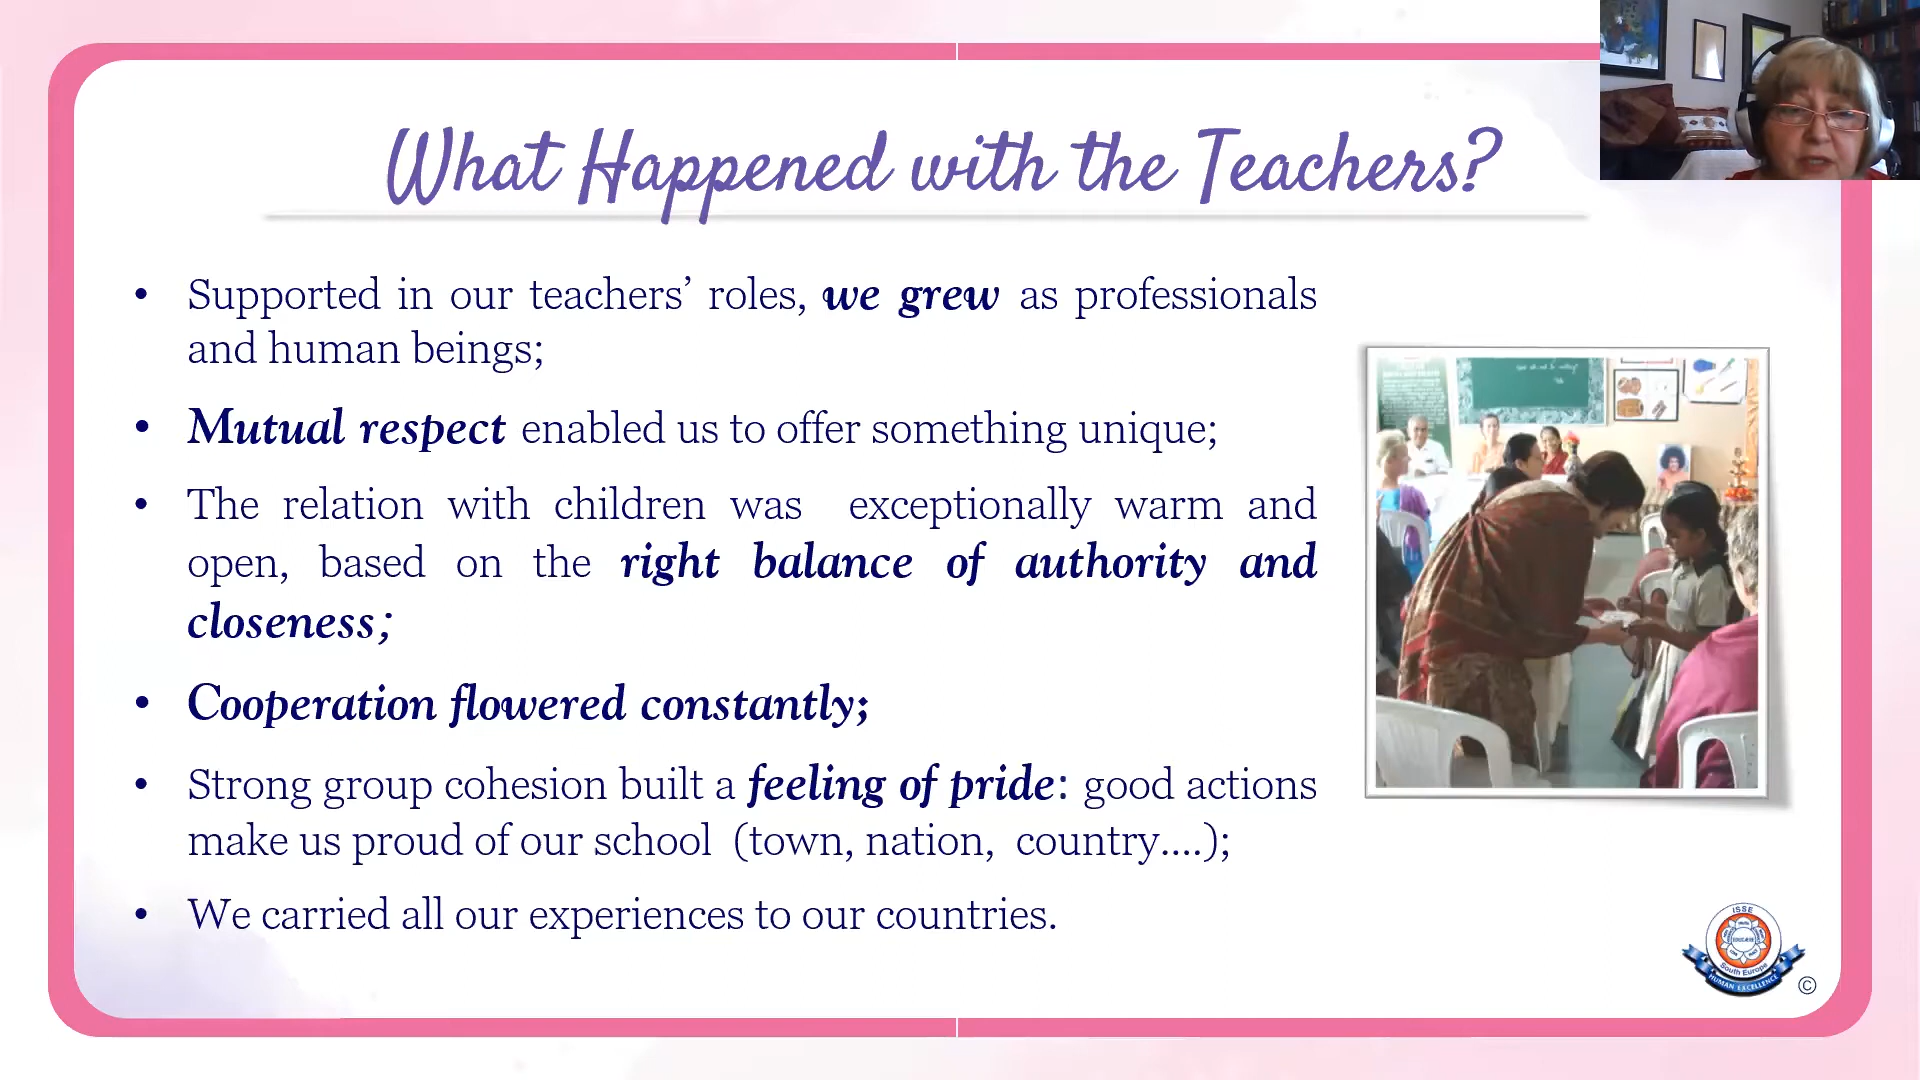 What Happened with the Teachers?
• Supported in our teachers’ roles, we grew as professionals
and human beings;
• Mutual respect enabled us to offer something unique;
• The relation with children was exceptionally warm and
open, based on the right balance of authority and
closeness;
• Cooperation flowered constantly;
• Strong group cohesion built a feeling of pride: good actions
make us proud of our school (town, nation, country....);
• We carried all our experiences to our countries.
ISSE
EDUCARE
South Europe
HUMAN EXCELLENCE
©